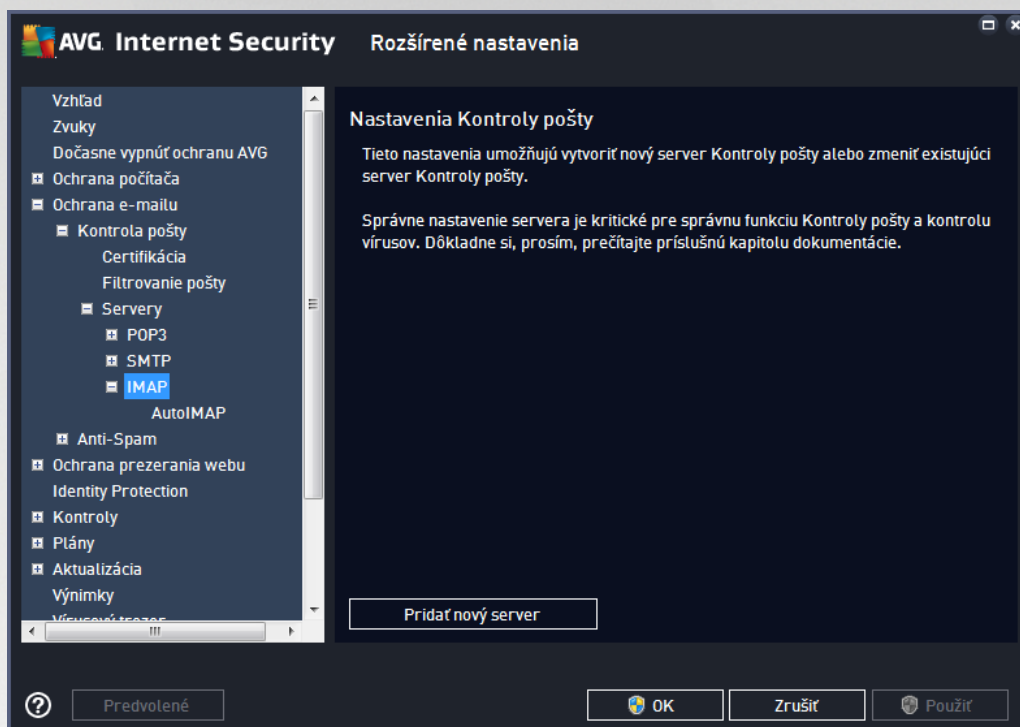 AVG. Internet Security Rozšírené nastavenia
Vzhľad
Zvuky
Dočasne vypnúť ochranu AVG
Ochrana počítača
Ochrana e-mailu
Kontrola pošty
Certifikácia
Filtrovanie pošty
Servery
POP3
SMTP
IMAP
AutoIMAP
Anti-Spam
Ochrana prezerania webu
Identity Protection
Kontroly
Plány
Aktualizácia
Výnimky
Vírusový trezor
Nastavenia Kontroly pošty
Tieto nastavenia umožňujú vytvoriť nový server Kontroly pošty alebo zmeniť existujúci
server Kontroly pošty.
Správne nastavenie servera je kritické pre správnu funkciu Kontroly pošty a kontrolu
vírusov. Dôkladne si, prosím, prečítajte príslušnú kapitolu dokumentácie.
Pridať nový server
Predvolené
OK
Zrušiť
Použiť